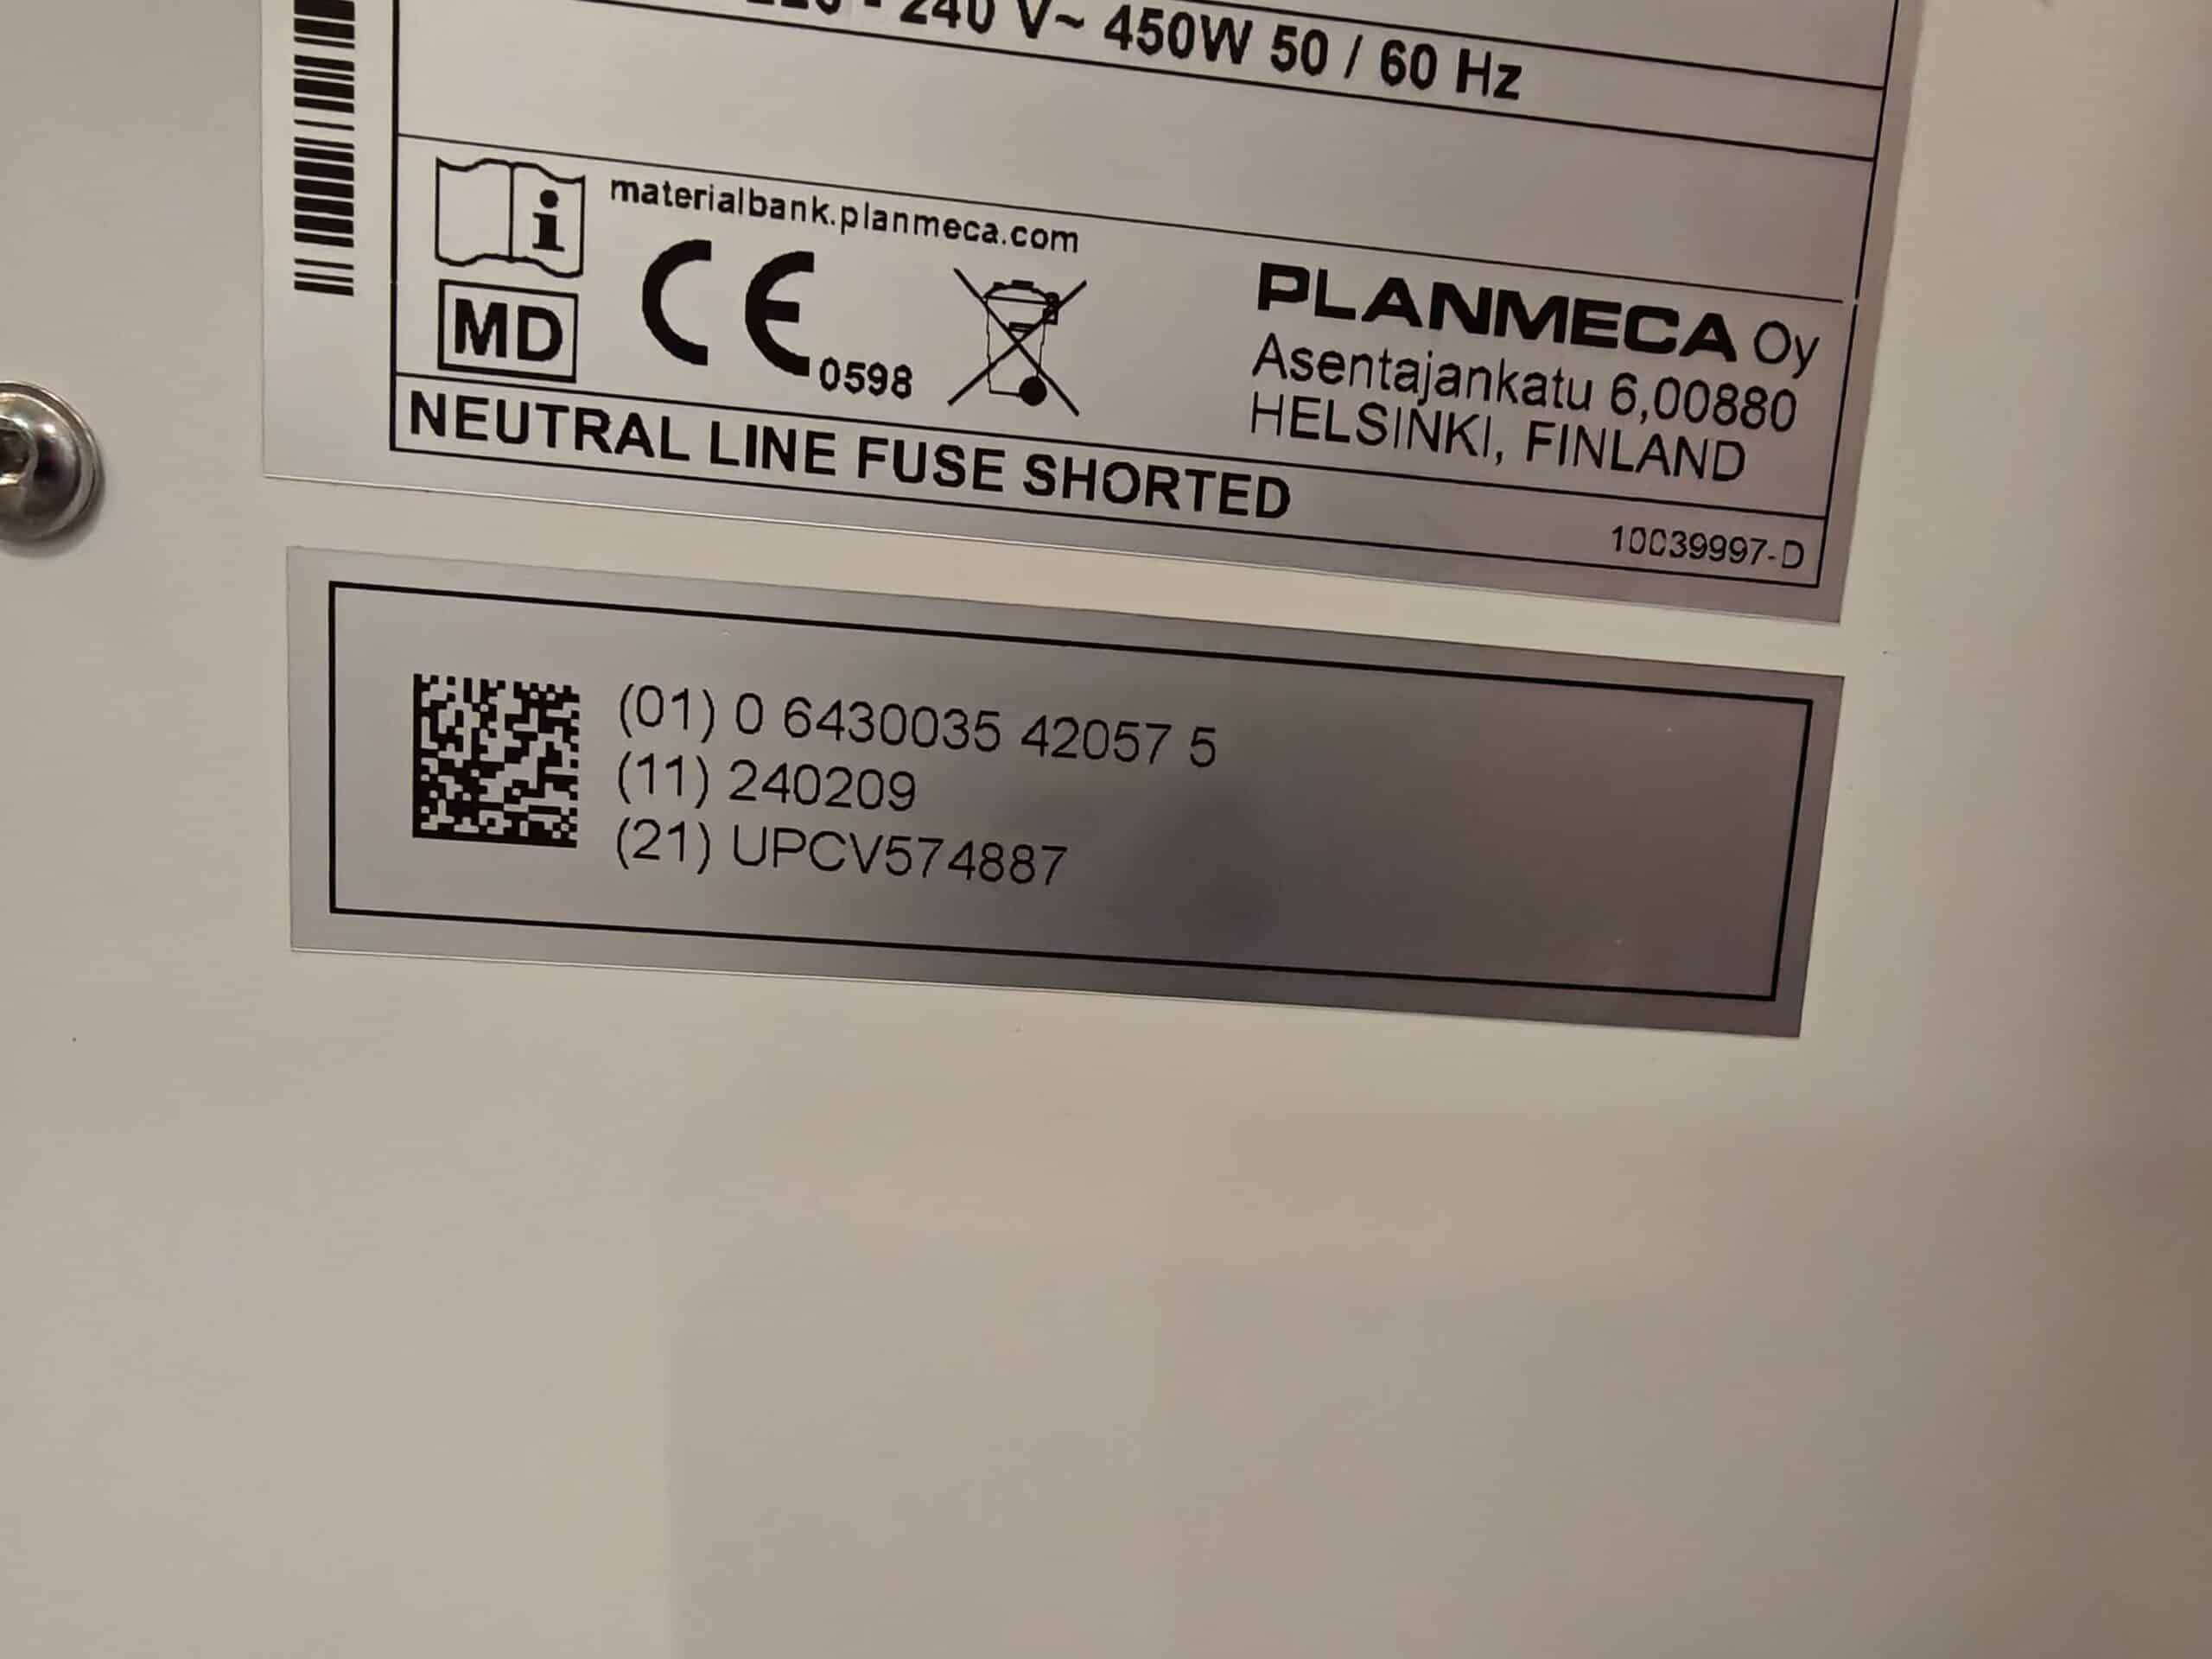 - 240 V~ 450W 50 / 60 Hz
materialbank.planmeca.com
i
MD
CE 0598
PLANMECA Oy
Asentajankatu 6,00880
HELSINKI, FINLAND
NEUTRAL LINE FUSE SHORTED
10039997-D
(01) 0 6430035 42057 5
(11) 240209
(21) UPCV574887